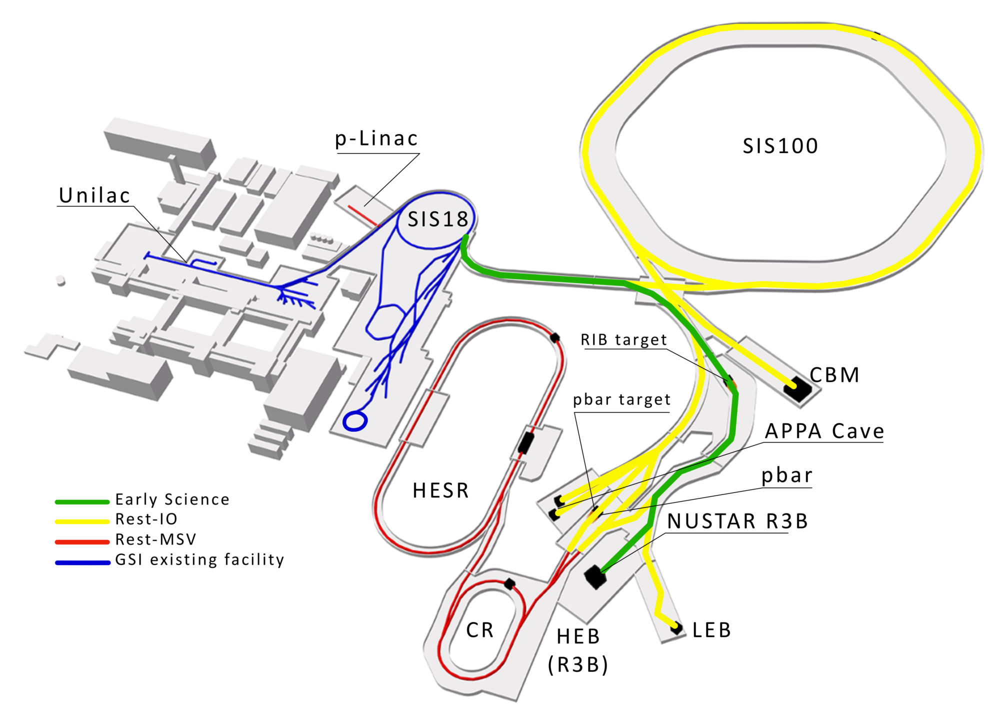 SIS100
p-Linac
Unilac
SIS18
RIB target
CBM
pbar target
APPA Cave
pbar
HESR
Early Science
Rest-IO
NUSTAR R3B
Rest-MSV
GSI existing facility
CR
HEB
(R3B)
LEB